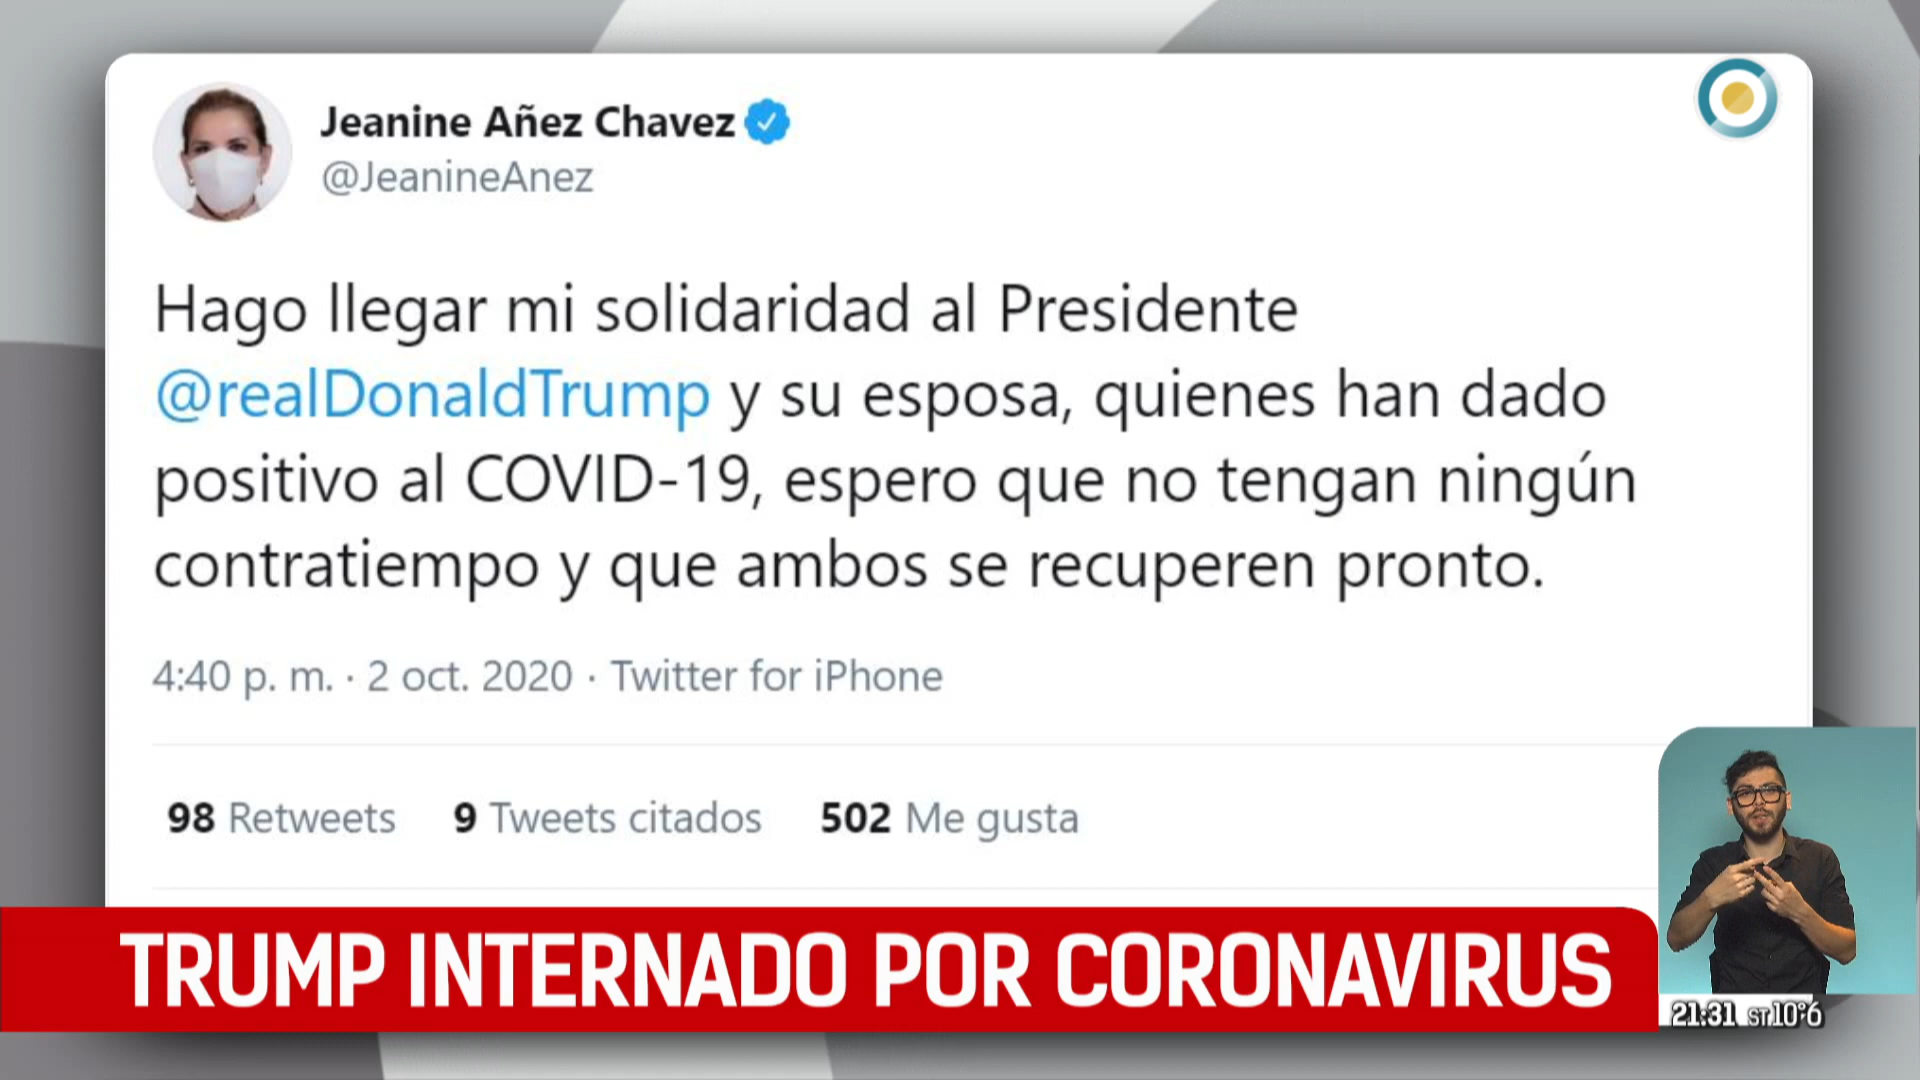 Jeanine Añez Chavez
@JeanineAnez
Hago llegar mi solidaridad al Presidente
@realDonaldTrump y su esposa, quienes han dado
positivo al COVID-19, espero que no tengan ningún
contratiempo y que ambos se recuperen pronto.
4:40 p. m. · 2 oct. 2020 · Twitter for iPhone
98 Retweets 9 Tweets citados 502 Me gusta
TRUMP INTERNADO POR CORONAVIRUS
21:31 ST 10°6